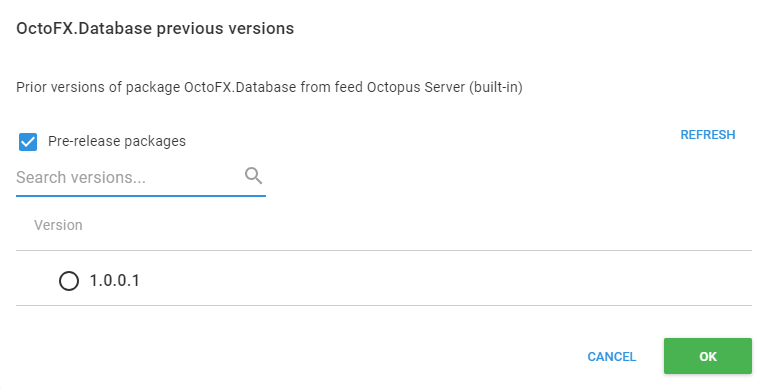 OctoFX.Database previous versions
Prior versions of package OctoFX.Database from feed Octopus Server (built-in)
Pre-release packages
REFRESH
Search versions...
Version
1.0.0.1
CANCEL
OK